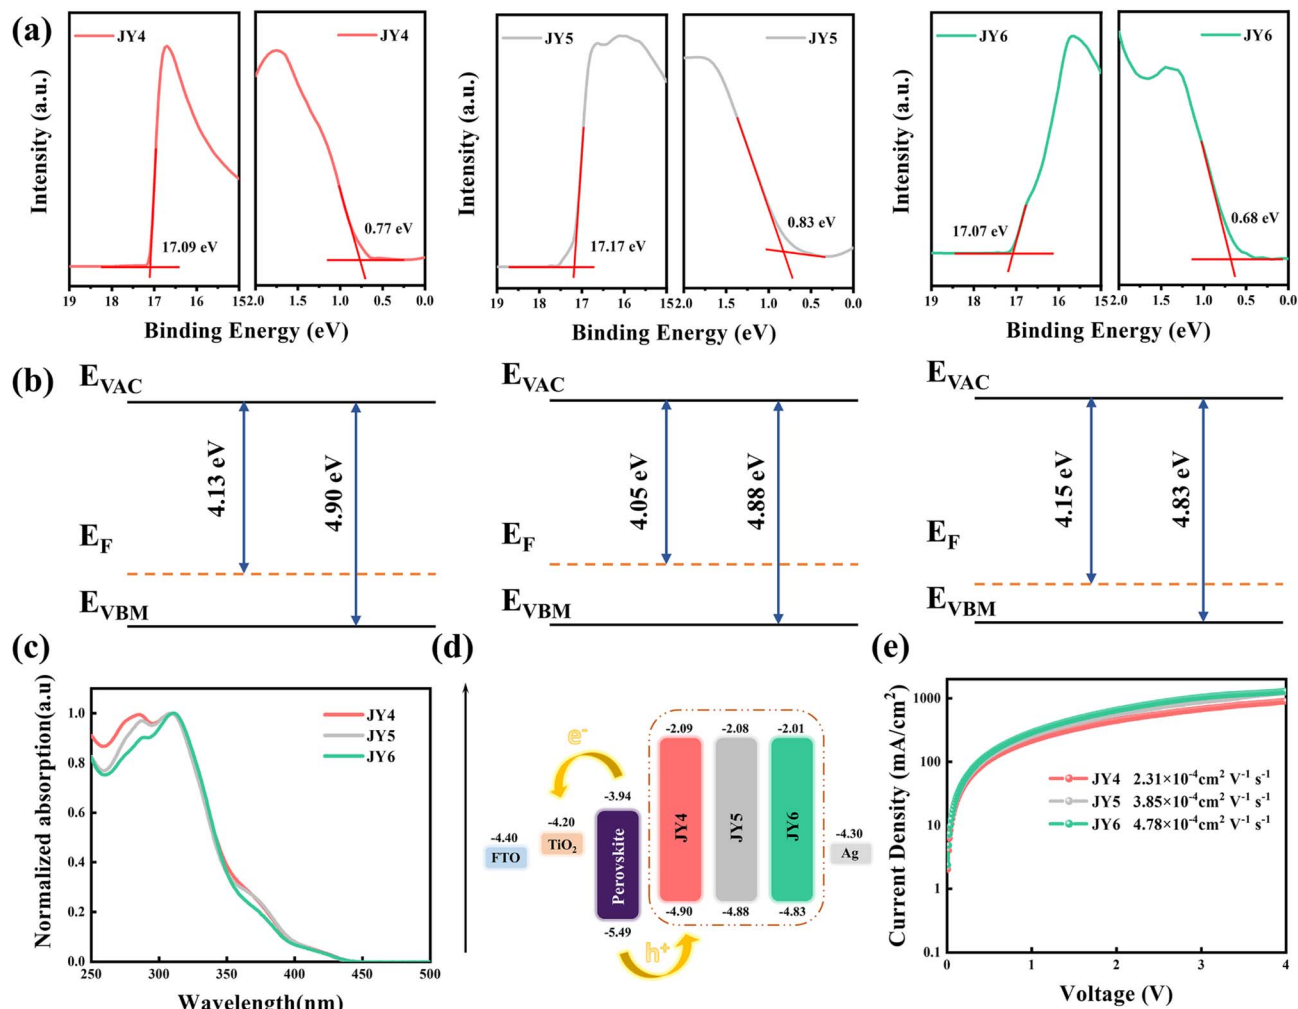 (a)
JY4
JY4
Intensity (a.u.)
17.09 eV
0.77 eV
19 18 17 16 15
2.0 1.5 1.0 0.5 0.0
Binding Energy (eV)
JY5
JY5
Intensity (a.u.)
17.17 eV
0.83 eV
19 18 17 16 15
2.0 1.5 1.0 0.5 0.0
Binding Energy (eV)
JY6
JY6
Intensity (a.u.)
17.07 eV
0.68 eV
19 18 17 16 15
2.0 1.5 1.0 0.5 0.0
Binding Energy (eV)
(b)
EVAC
4.13 eV
4.90 eV
EF
EVBM
EVAC
4.05 eV
4.88 eV
EF
EVBM
EVAC
4.15 eV
4.83 eV
EF
EVBM
(c)
Normalized absorption(a.u)
1.0
0.8
0.6
0.4
0.2
0.0
JY4
JY5
JY6
250 300 350 400 450 500
Wavelength(nm)
(d)
e-
-4.40
FTO
-4.20
TiO2
-3.94
Perovskite
-5.49
h+
-2.09
JY4
-4.90
-2.08
JY5
-4.88
-2.01
JY6
-4.83
-4.30
Ag
(e)
Current Density (mA/cm²)
1000
100
10
1
0.1
JY4 2.31×10⁻⁴cm² V⁻¹ s⁻¹
JY5 3.85×10⁻⁴cm² V⁻¹ s⁻¹
JY6 4.78×10⁻⁴cm² V⁻¹ s⁻¹
0 1 2 3 4
Voltage (V)